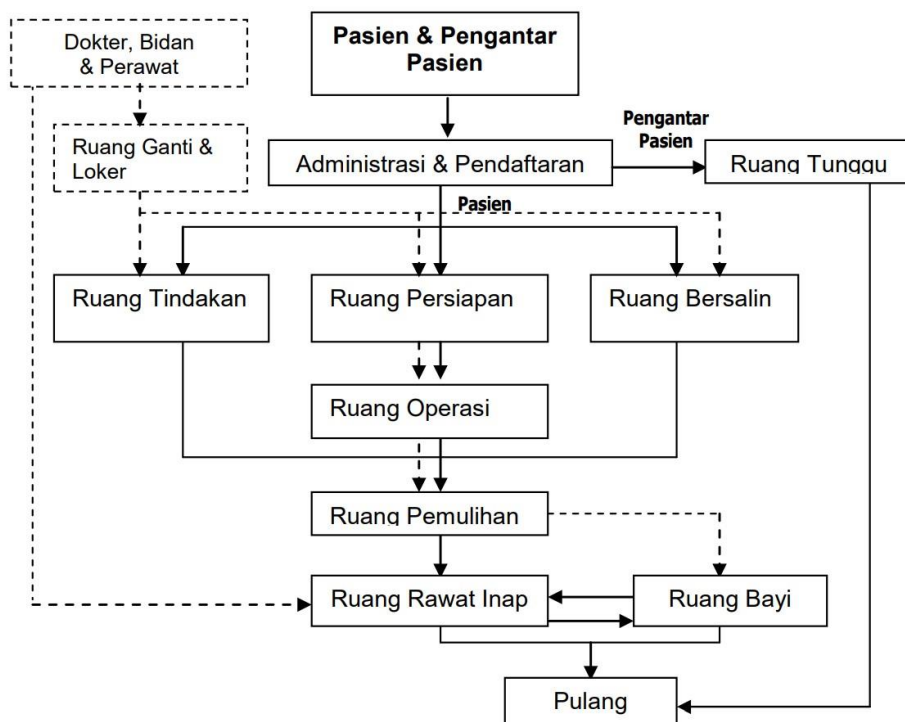 Dokter, Bidan
& Perawat
Pasien & Pengantar
Pasien
Ruang Ganti &
Loker
Administrasi & Pendaftaran
Pengantar
Pasien
Ruang Tunggu
Pasien
Ruang Tindakan
Ruang Persiapan
Ruang Bersalin
Ruang Operasi
Ruang Pemulihan
Ruang Rawat Inap
Ruang Bayi
Pulang